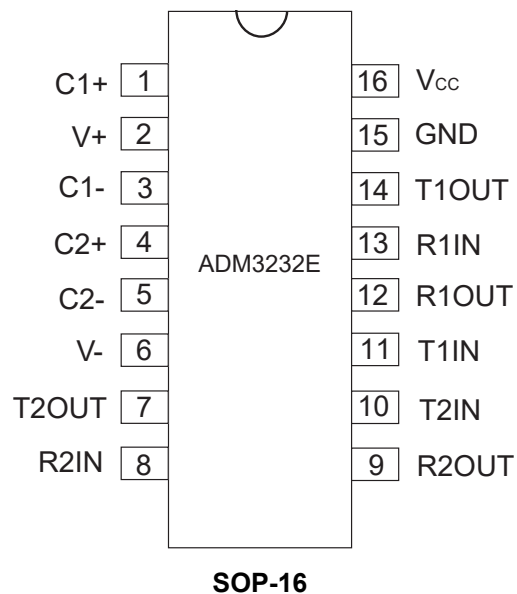 C1+ 1 16 Vcc
V+ 2 15 GND
C1- 3 14 T1OUT
C2+ 4 13 R1IN
ADM3232E
C2- 5 12 R1OUT
V- 6 11 T1IN
T2OUT 7 10 T2IN
R2IN 8 9 R2OUT
SOP-16